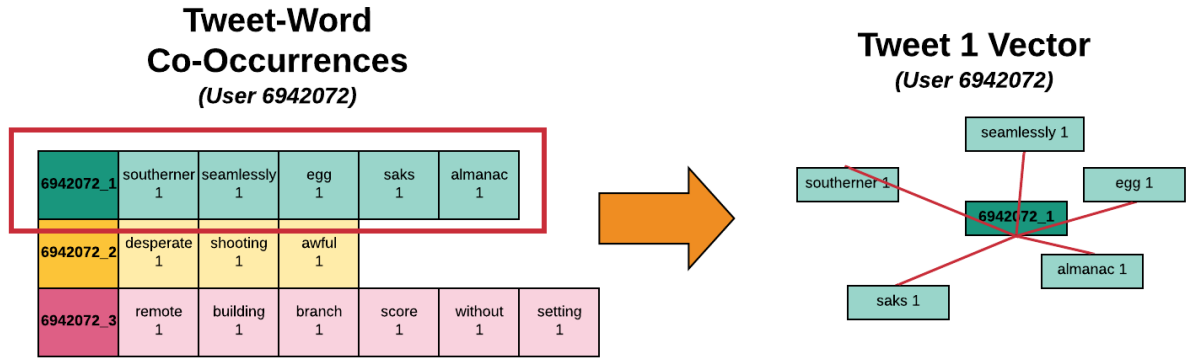 Tweet-Word
Co-Occurrences
(User 6942072)
6942072_1 southerner 1 seamlessly 1 egg 1 saks 1 almanac 1
6942072_2 desperate 1 shooting 1 awful 1
6942072_3 remote 1 building 1 branch 1 score 1 without 1 setting 1
Tweet 1 Vector
(User 6942072)
seamlessly 1
southerner 1
egg 1
6942072_1
almanac 1
saks 1